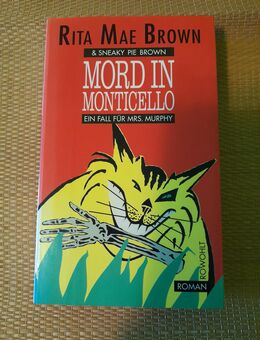 RITA MAE BROWN
& SNEAKY PIE BROWN
MORD IN
MONTICELLO
EIN FALL FÜR MRS. MURPHY
ROMAN
ROWOHLT